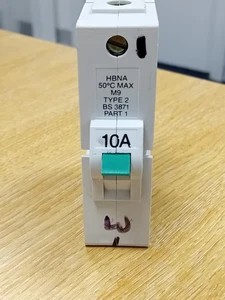 HBNA
50°C MAX
M9
TYPE 2
BS 3871
PART 1
10A